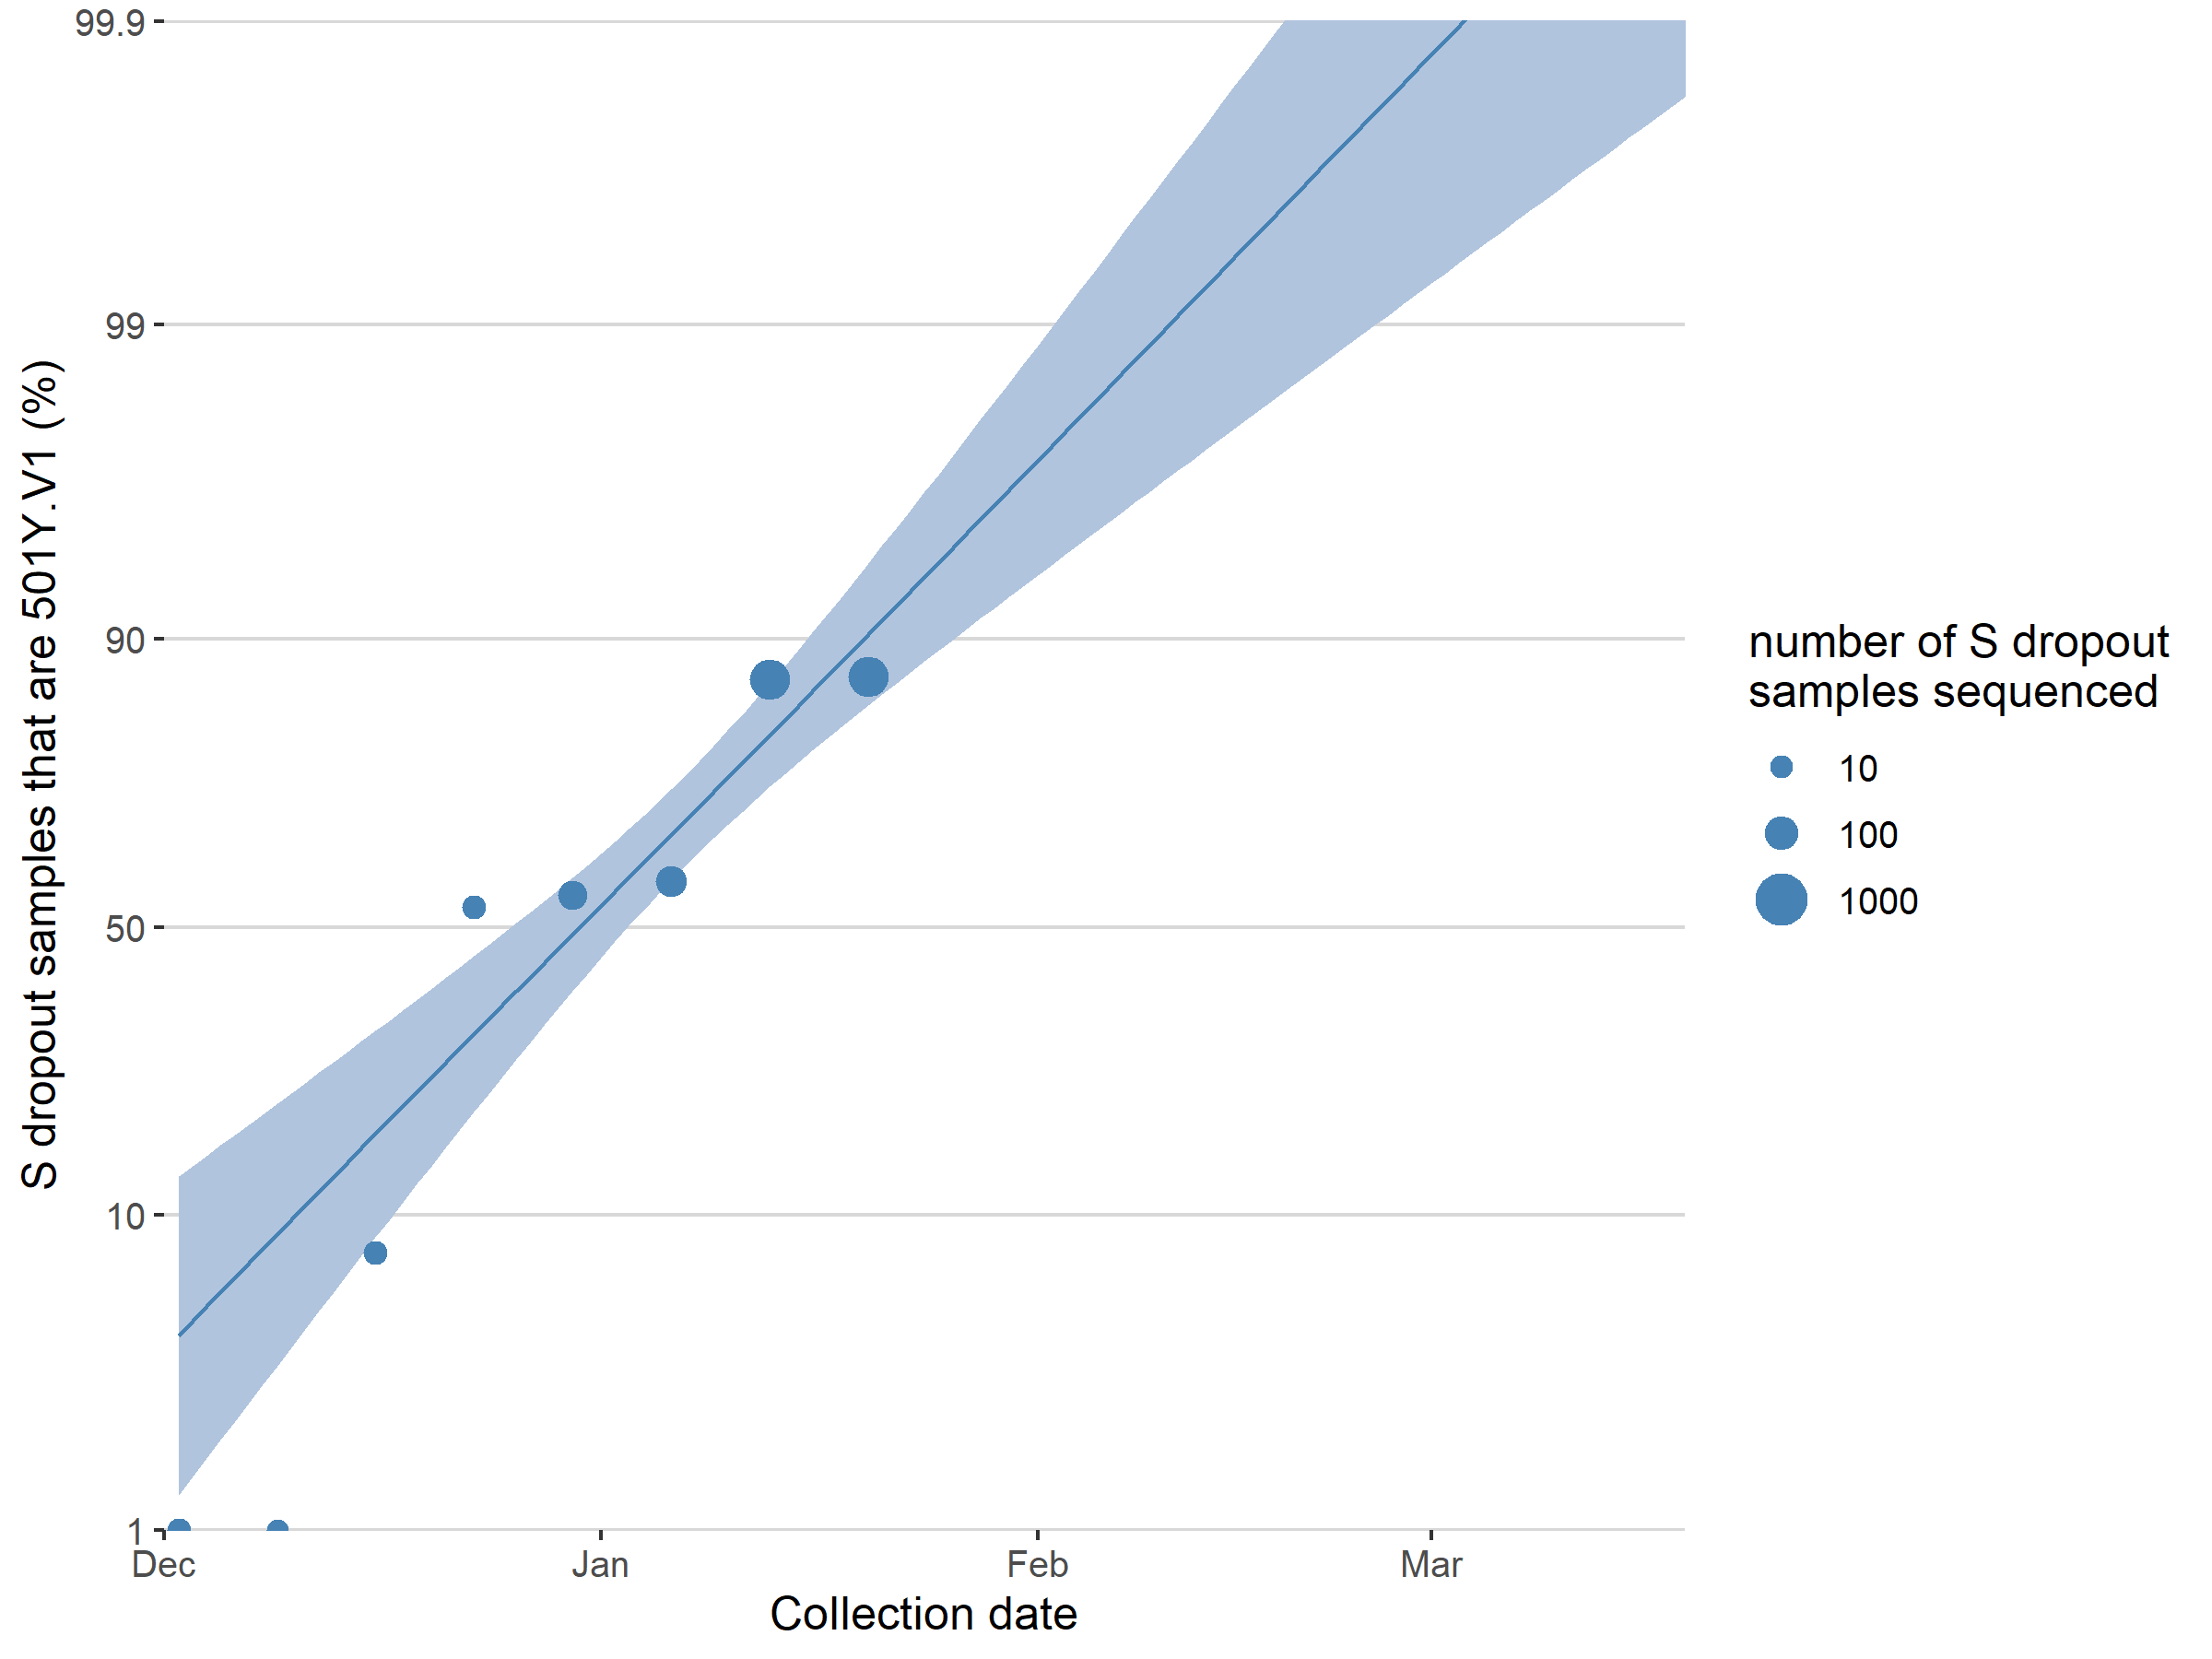 S dropout samples that are 501Y.V1 (%)
99.9
99
90
50
10
1
Dec
Jan
Feb
Mar
Collection date
number of S dropout
samples sequenced
10
100
1000